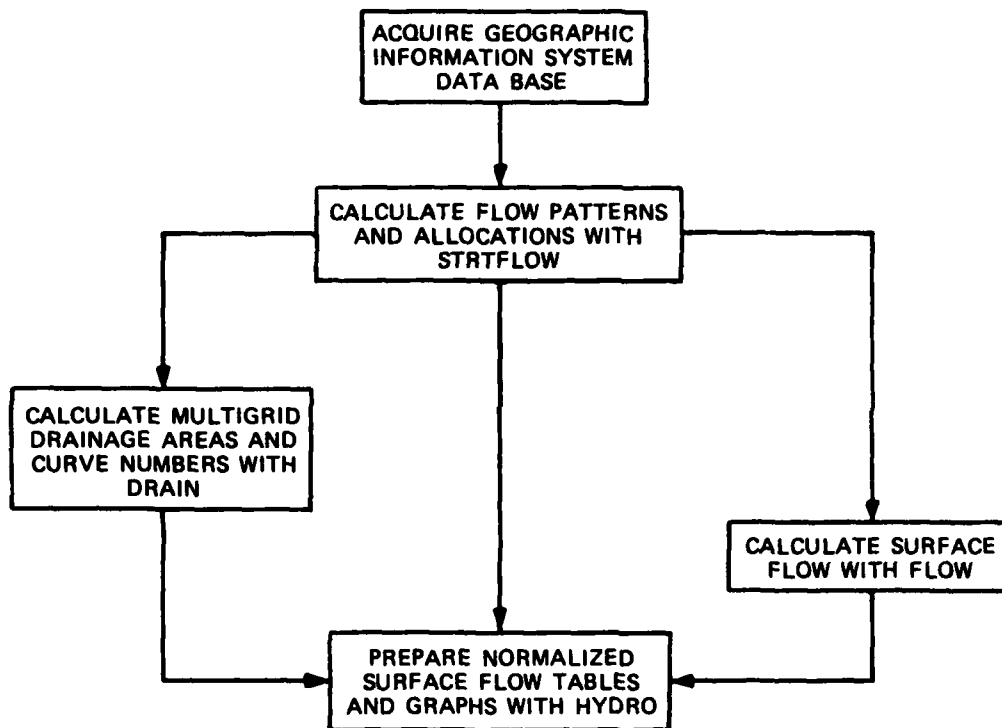 ACQUIRE GEOGRAPHIC
INFORMATION SYSTEM
DATA BASE
CALCULATE FLOW PATTERNS
AND ALLOCATIONS WITH
STRTFLOW
CALCULATE MULTIGRID
DRAINAGE AREAS AND
CURVE NUMBERS WITH
DRAIN
CALCULATE SURFACE
FLOW WITH FLOW
PREPARE NORMALIZED
SURFACE FLOW TABLES
AND GRAPHS WITH HYDRO